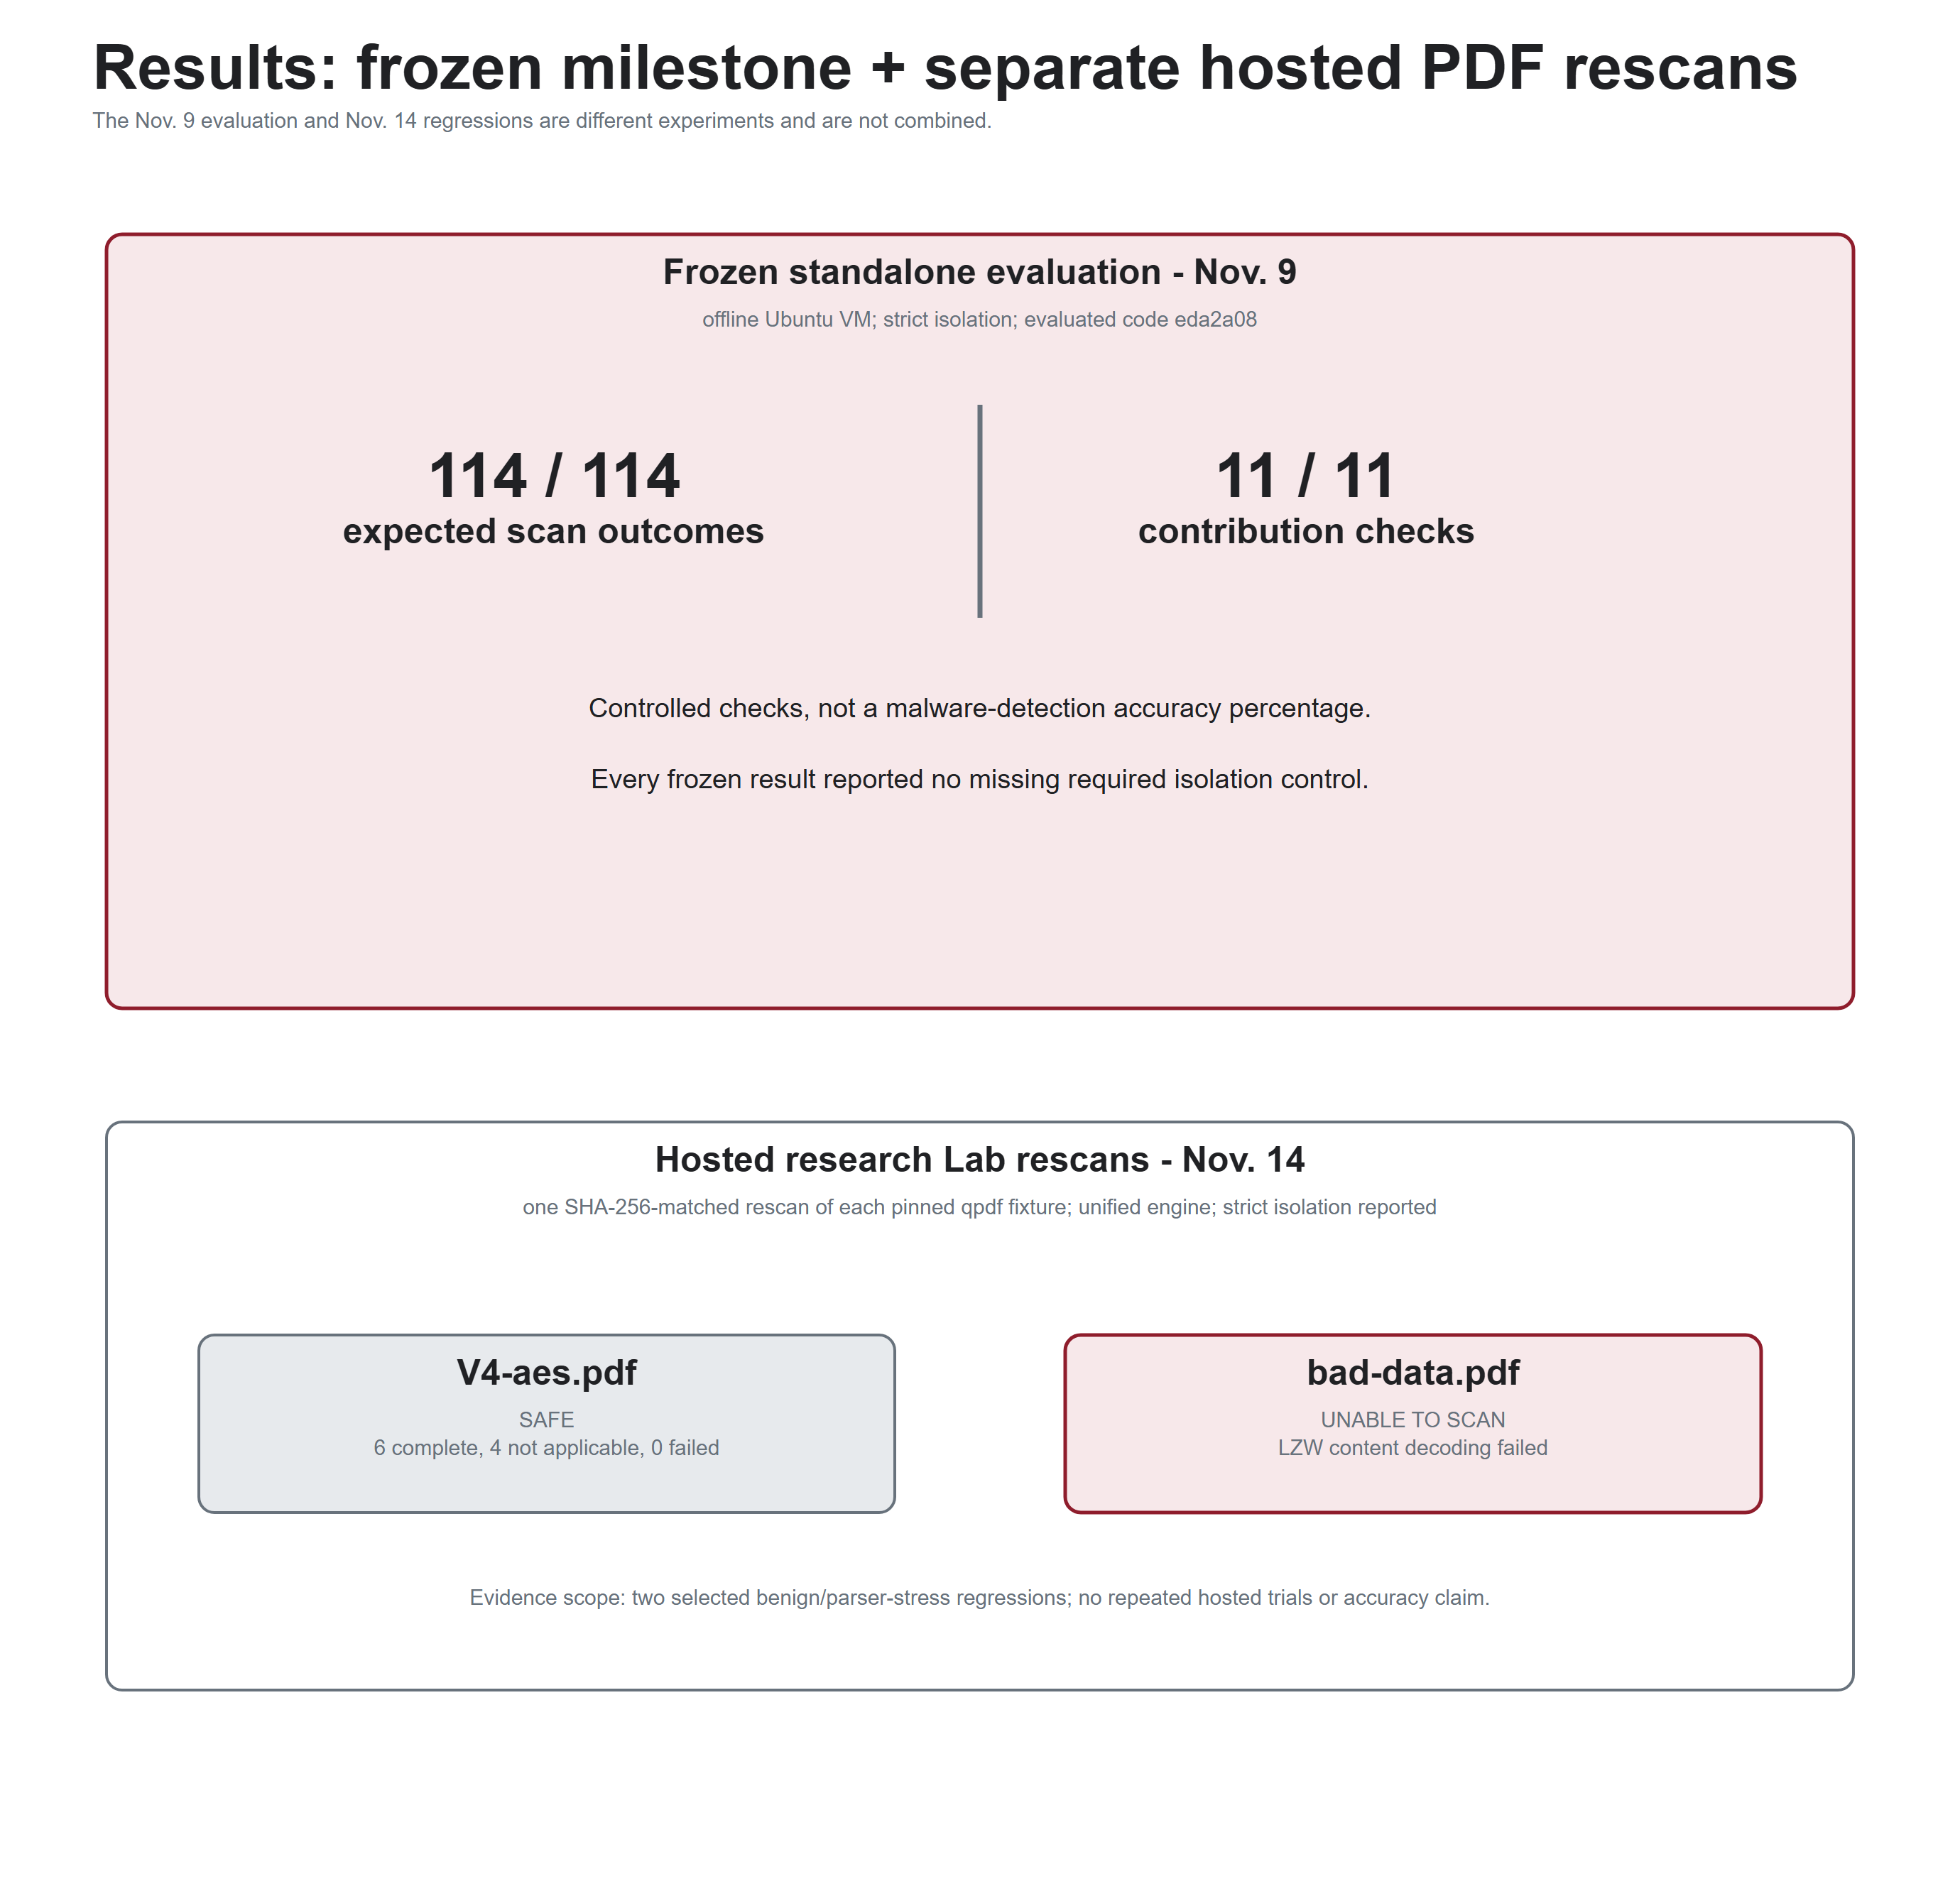 Results: frozen milestone + separate hosted PDF rescans
The Nov. 9 evaluation and Nov. 14 regressions are different experiments and are not combined.
Frozen standalone evaluation - Nov. 9
offline Ubuntu VM; strict isolation; evaluated code eda2a08
114 / 114
expected scan outcomes
11 / 11
contribution checks
Controlled checks, not a malware-detection accuracy percentage.
Every frozen result reported no missing required isolation control.
Hosted research Lab rescans - Nov. 14
one SHA-256-matched rescan of each pinned qpdf fixture; unified engine; strict isolation reported
V4-aes.pdf
SAFE
6 complete, 4 not applicable, 0 failed
bad-data.pdf
UNABLE TO SCAN
LZW content decoding failed
Evidence scope: two selected benign/parser-stress regressions; no repeated hosted trials or accuracy claim.